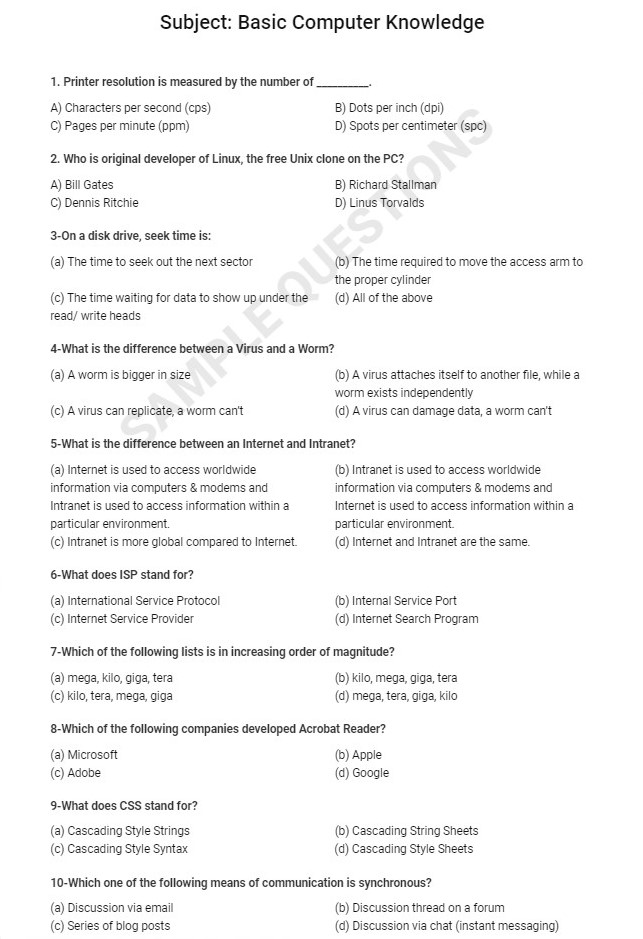 Subject: Basic Computer Knowledge
1. Printer resolution is measured by the number of __________.
A) Characters per second (cps)
B) Dots per inch (dpi)
C) Pages per minute (ppm)
D) Spots per centimeter (spc)
2. Who is original developer of Linux, the free Unix clone on the PC?
A) Bill Gates
B) Richard Stallman
C) Dennis Ritchie
D) Linus Torvalds
3-On a disk drive, seek time is:
(a) The time to seek out the next sector
(b) The time required to move the access arm to
the proper cylinder
(c) The time waiting for data to show up under the
read/ write heads
(d) All of the above
4-What is the difference between a Virus and a Worm?
(a) A worm is bigger in size
(b) A virus attaches itself to another file, while a
worm exists independently
(c) A virus can replicate, a worm can't
(d) A virus can damage data, a worm can't
5-What is the difference between an Internet and Intranet?
(a) Internet is used to access worldwide
information via computers & modems and
Intranet is used to access information within a
particular environment.
(b) Intranet is used to access worldwide
information via computers & modems and
Internet is used to access information within a
particular environment.
(c) Intranet is more global compared to Internet.
(d) Internet and Intranet are the same.
6-What does ISP stand for?
(a) International Service Protocol
(b) Internal Service Port
(c) Internet Service Provider
(d) Internet Search Program
7-Which of the following lists is in increasing order of magnitude?
(a) mega, kilo, giga, tera
(b) kilo, mega, giga, tera
(c) kilo, tera, mega, giga
(d) mega, tera, giga, kilo
8-Which of the following companies developed Acrobat Reader?
(a) Microsoft
(b) Apple
(c) Adobe
(d) Google
9-What does CSS stand for?
(a) Cascading Style Strings
(b) Cascading String Sheets
(c) Cascading Style Syntax
(d) Cascading Style Sheets
10-Which one of the following means of communication is synchronous?
(a) Discussion via email
(b) Discussion thread on a forum
(c) Series of blog posts
(d) Discussion via chat (instant messaging)
SAMPLE QUESTIONS